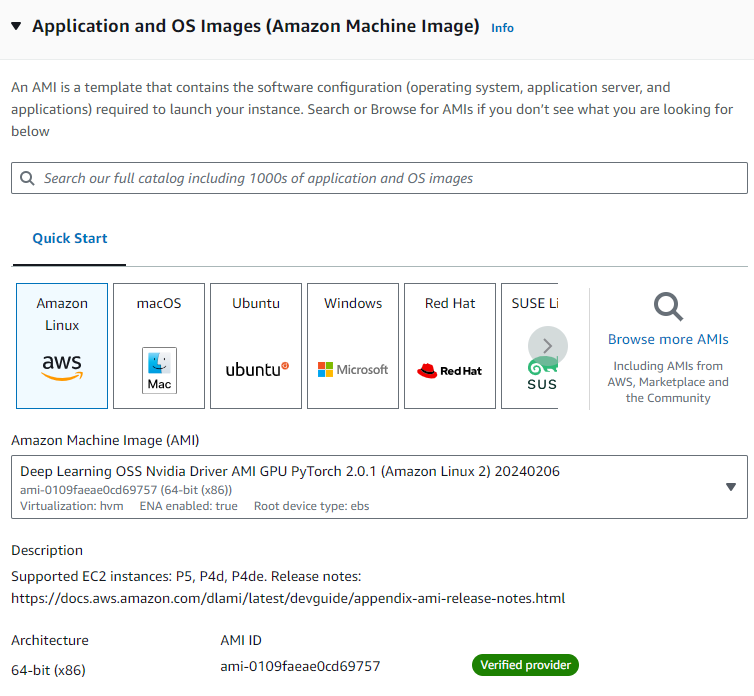 Application and OS Images (Amazon Machine Image) Info
An AMI is a template that contains the software configuration (operating system, application server, and
applications) required to launch your instance. Search or Browse for AMIs if you don't see what you are looking for
below
Search our full catalog including 1000s of application and OS images
Quick Start
Amazon
Linux
aws
macOS
Mac
Ubuntu
ubuntu
Windows
Microsoft
Red Hat
Red Hat
SUSE Li
SUS
Browse more AMIs
Including AMIs from
AWS, Marketplace and
the Community
Amazon Machine Image (AMI)
Deep Learning OSS Nvidia Driver AMI GPU PyTorch 2.0.1 (Amazon Linux 2) 20240206
ami-0109faeae0cd69757 (64-bit (x86))
Virtualization: hvm ENA enabled: true Root device type: ebs
Description
Supported EC2 instances: P5, P4d, P4de. Release notes:
https://docs.aws.amazon.com/dlami/latest/devguide/appendix-ami-release-notes.html
Architecture
64-bit (x86)
AMI ID
ami-0109faeae0cd69757
Verified provider